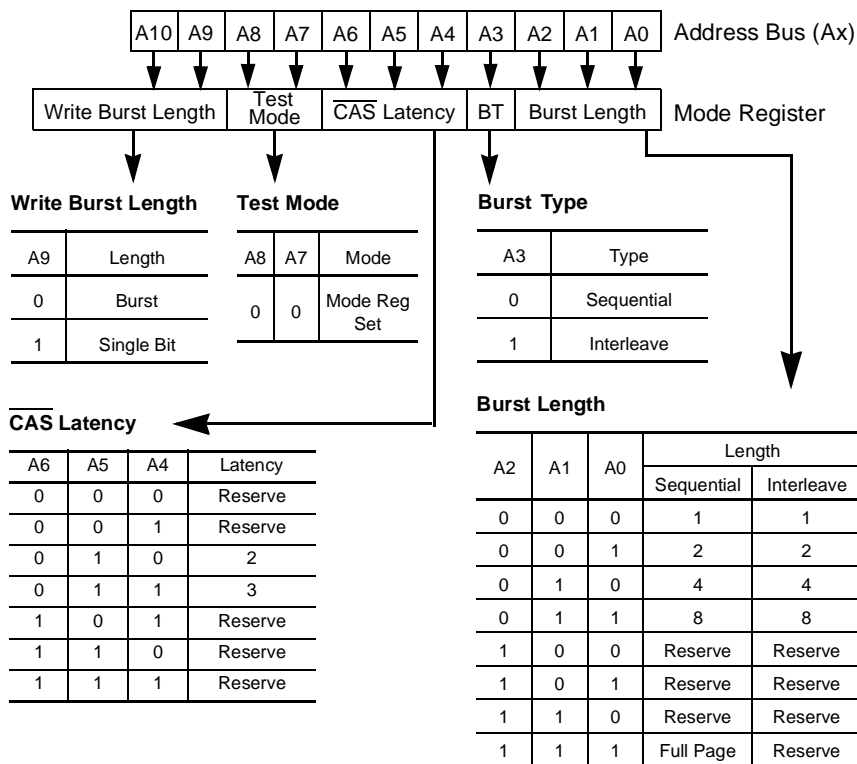 A10 A9 A8 A7 A6 A5 A4 A3 A2 A1 A0 Address Bus (Ax)
Write Burst Length Test Mode CAS Latency BT Burst Length Mode Register
Write Burst Length
A9 Length
0 Burst
1 Single Bit
Test Mode
A8 A7 Mode
0 0 Mode Reg Set
Burst Type
A3 Type
0 Sequential
1 Interleave
CAS Latency
A6 A5 A4 Latency
0 0 0 Reserve
0 0 1 Reserve
0 1 0 2
0 1 1 3
1 0 1 Reserve
1 1 0 Reserve
1 1 1 Reserve
Burst Length
A2 A1 A0 Length
Sequential Interleave
0 0 0 1 1
0 0 1 2 2
0 1 0 4 4
0 1 1 8 8
1 0 0 Reserve Reserve
1 0 1 Reserve Reserve
1 1 0 Reserve Reserve
1 1 1 Full Page Reserve